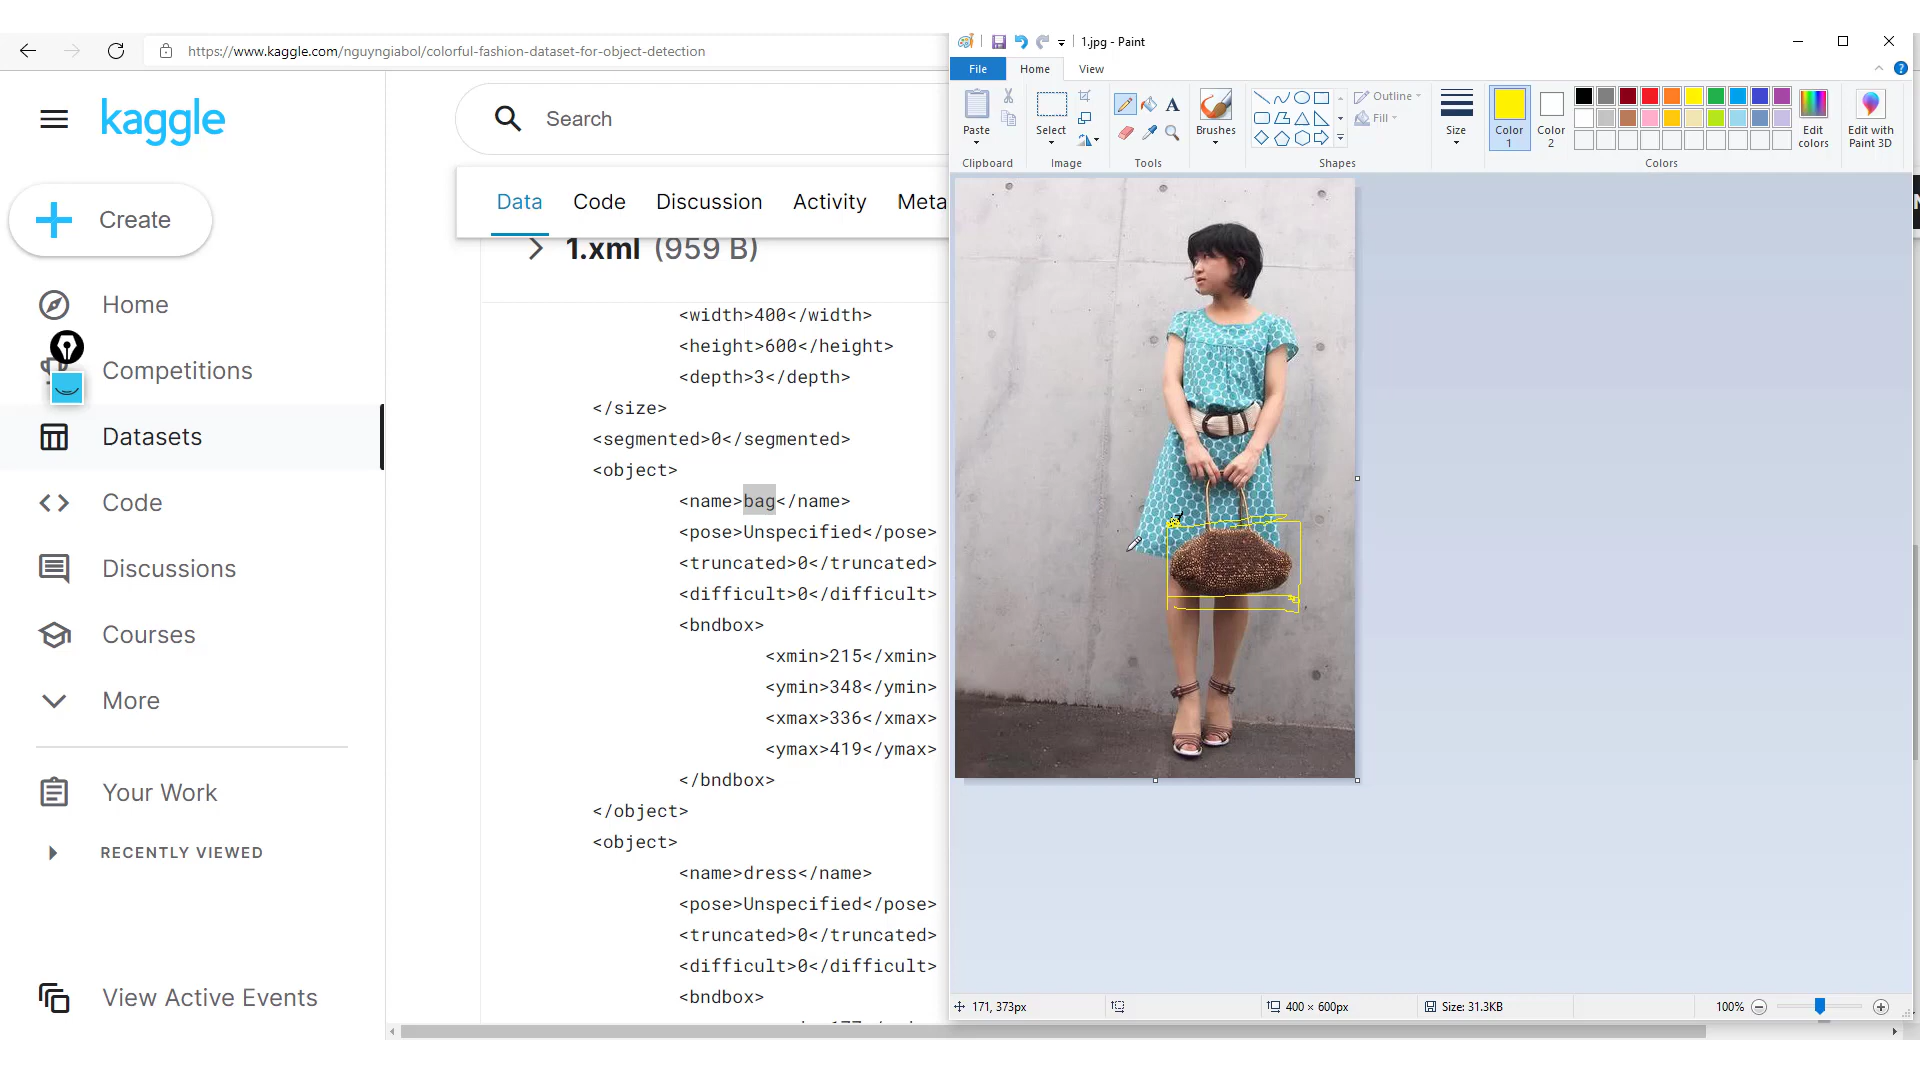 https://www.kaggle.com/nguyngiabol/colorful-fashion-dataset-for-object-detection
kaggle
Search
Create
Home
Competitions
Datasets
Code
Discussions
Courses
More
Your Work
RECENTLY VIEWED
View Active Events
Data
Code
Discussion
Activity
Meta
1.xml (959 B)
<width>400</width>
<height>600</height>
<depth>3</depth>
</size>
<segmented>0</segmented>
<object>
<name>bag</name>
<pose>Unspecified</pose>
<truncated>0</truncated>
<difficult>0</difficult>
<bndbox>
<xmin>215</xmin>
<ymin>348</ymin>
<xmax>336</xmax>
<ymax>419</ymax>
</bndbox>
</object>
<object>
<name>dress</name>
<pose>Unspecified</pose>
<truncated>0</truncated>
<difficult>0</difficult>
<bndbox>
1.jpg - Paint
File
Home
View
Paste
Clipboard
Select
Image
Tools
Brushes
Outline
Fill
Shapes
Size
Color 1
Color 2
Edit colors
Colors
Edit with Paint 3D
171, 373px
400 × 600px
Size: 31.3KB
100%